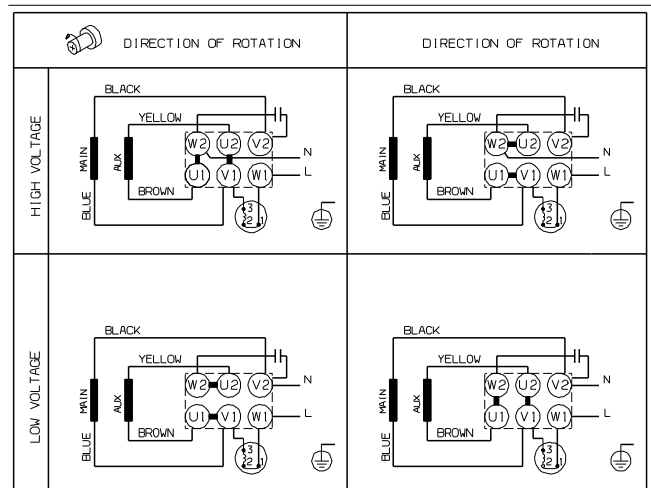 DIRECTION OF ROTATION
DIRECTION OF ROTATION
HIGH VOLTAGE
BLACK
YELLOW
MAIN
AUX
W2 U2 V2
N
U1 V1 W1
L
BLUE
BROWN
3
2 1
BLACK
YELLOW
MAIN
AUX
W2 U2 V2
N
U1 V1 W1
L
BLUE
BROWN
3
2 1
LOW VOLTAGE
BLACK
YELLOW
MAIN
AUX
W2 U2 V2
N
U1 V1 W1
L
BLUE
BROWN
3
2 1
BLACK
YELLOW
MAIN
AUX
W2 U2 V2
N
U1 V1 W1
L
BLUE
BROWN
3
2 1